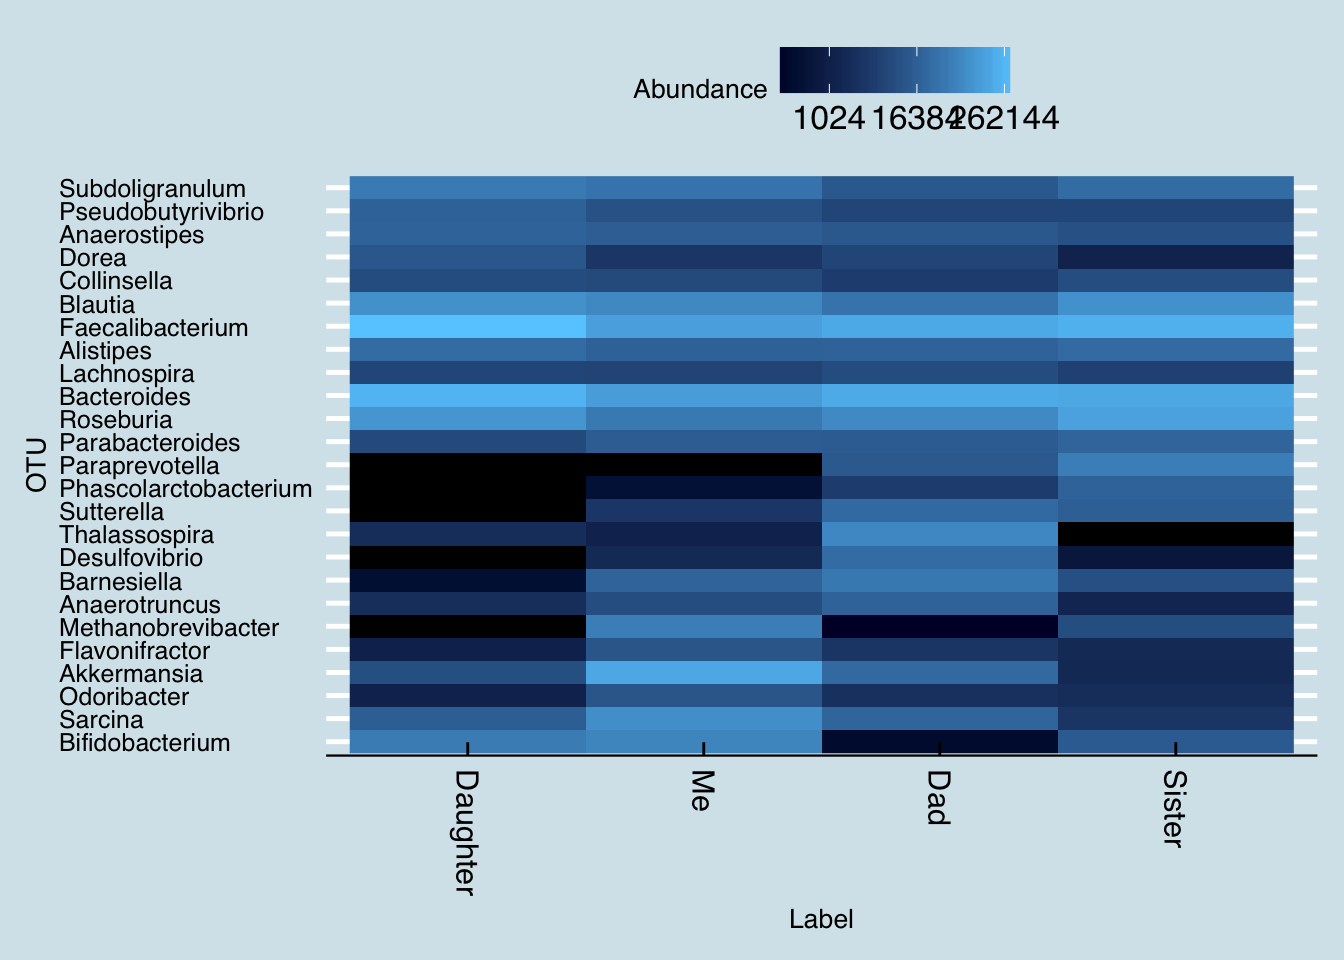 Abundance
1024 16384 262144
Subdoligranulum
Pseudobutyrivibrio
Anaerostipes
Dorea
Collinsella
Blautia
Faecalibacterium
Alistipes
Lachnospira
Bacteroides
Roseburia
Parabacteroides
Paraprevotella
Phascolarctobacterium
Sutterella
Thalassospira
Desulfovibrio
Barnesiella
Anaerotruncus
Methanobrevibacter
Flavonifractor
Akkermansia
Odoribacter
Sarcina
Bifidobacterium
OTU
Daughter
Me
Dad
Sister
Label